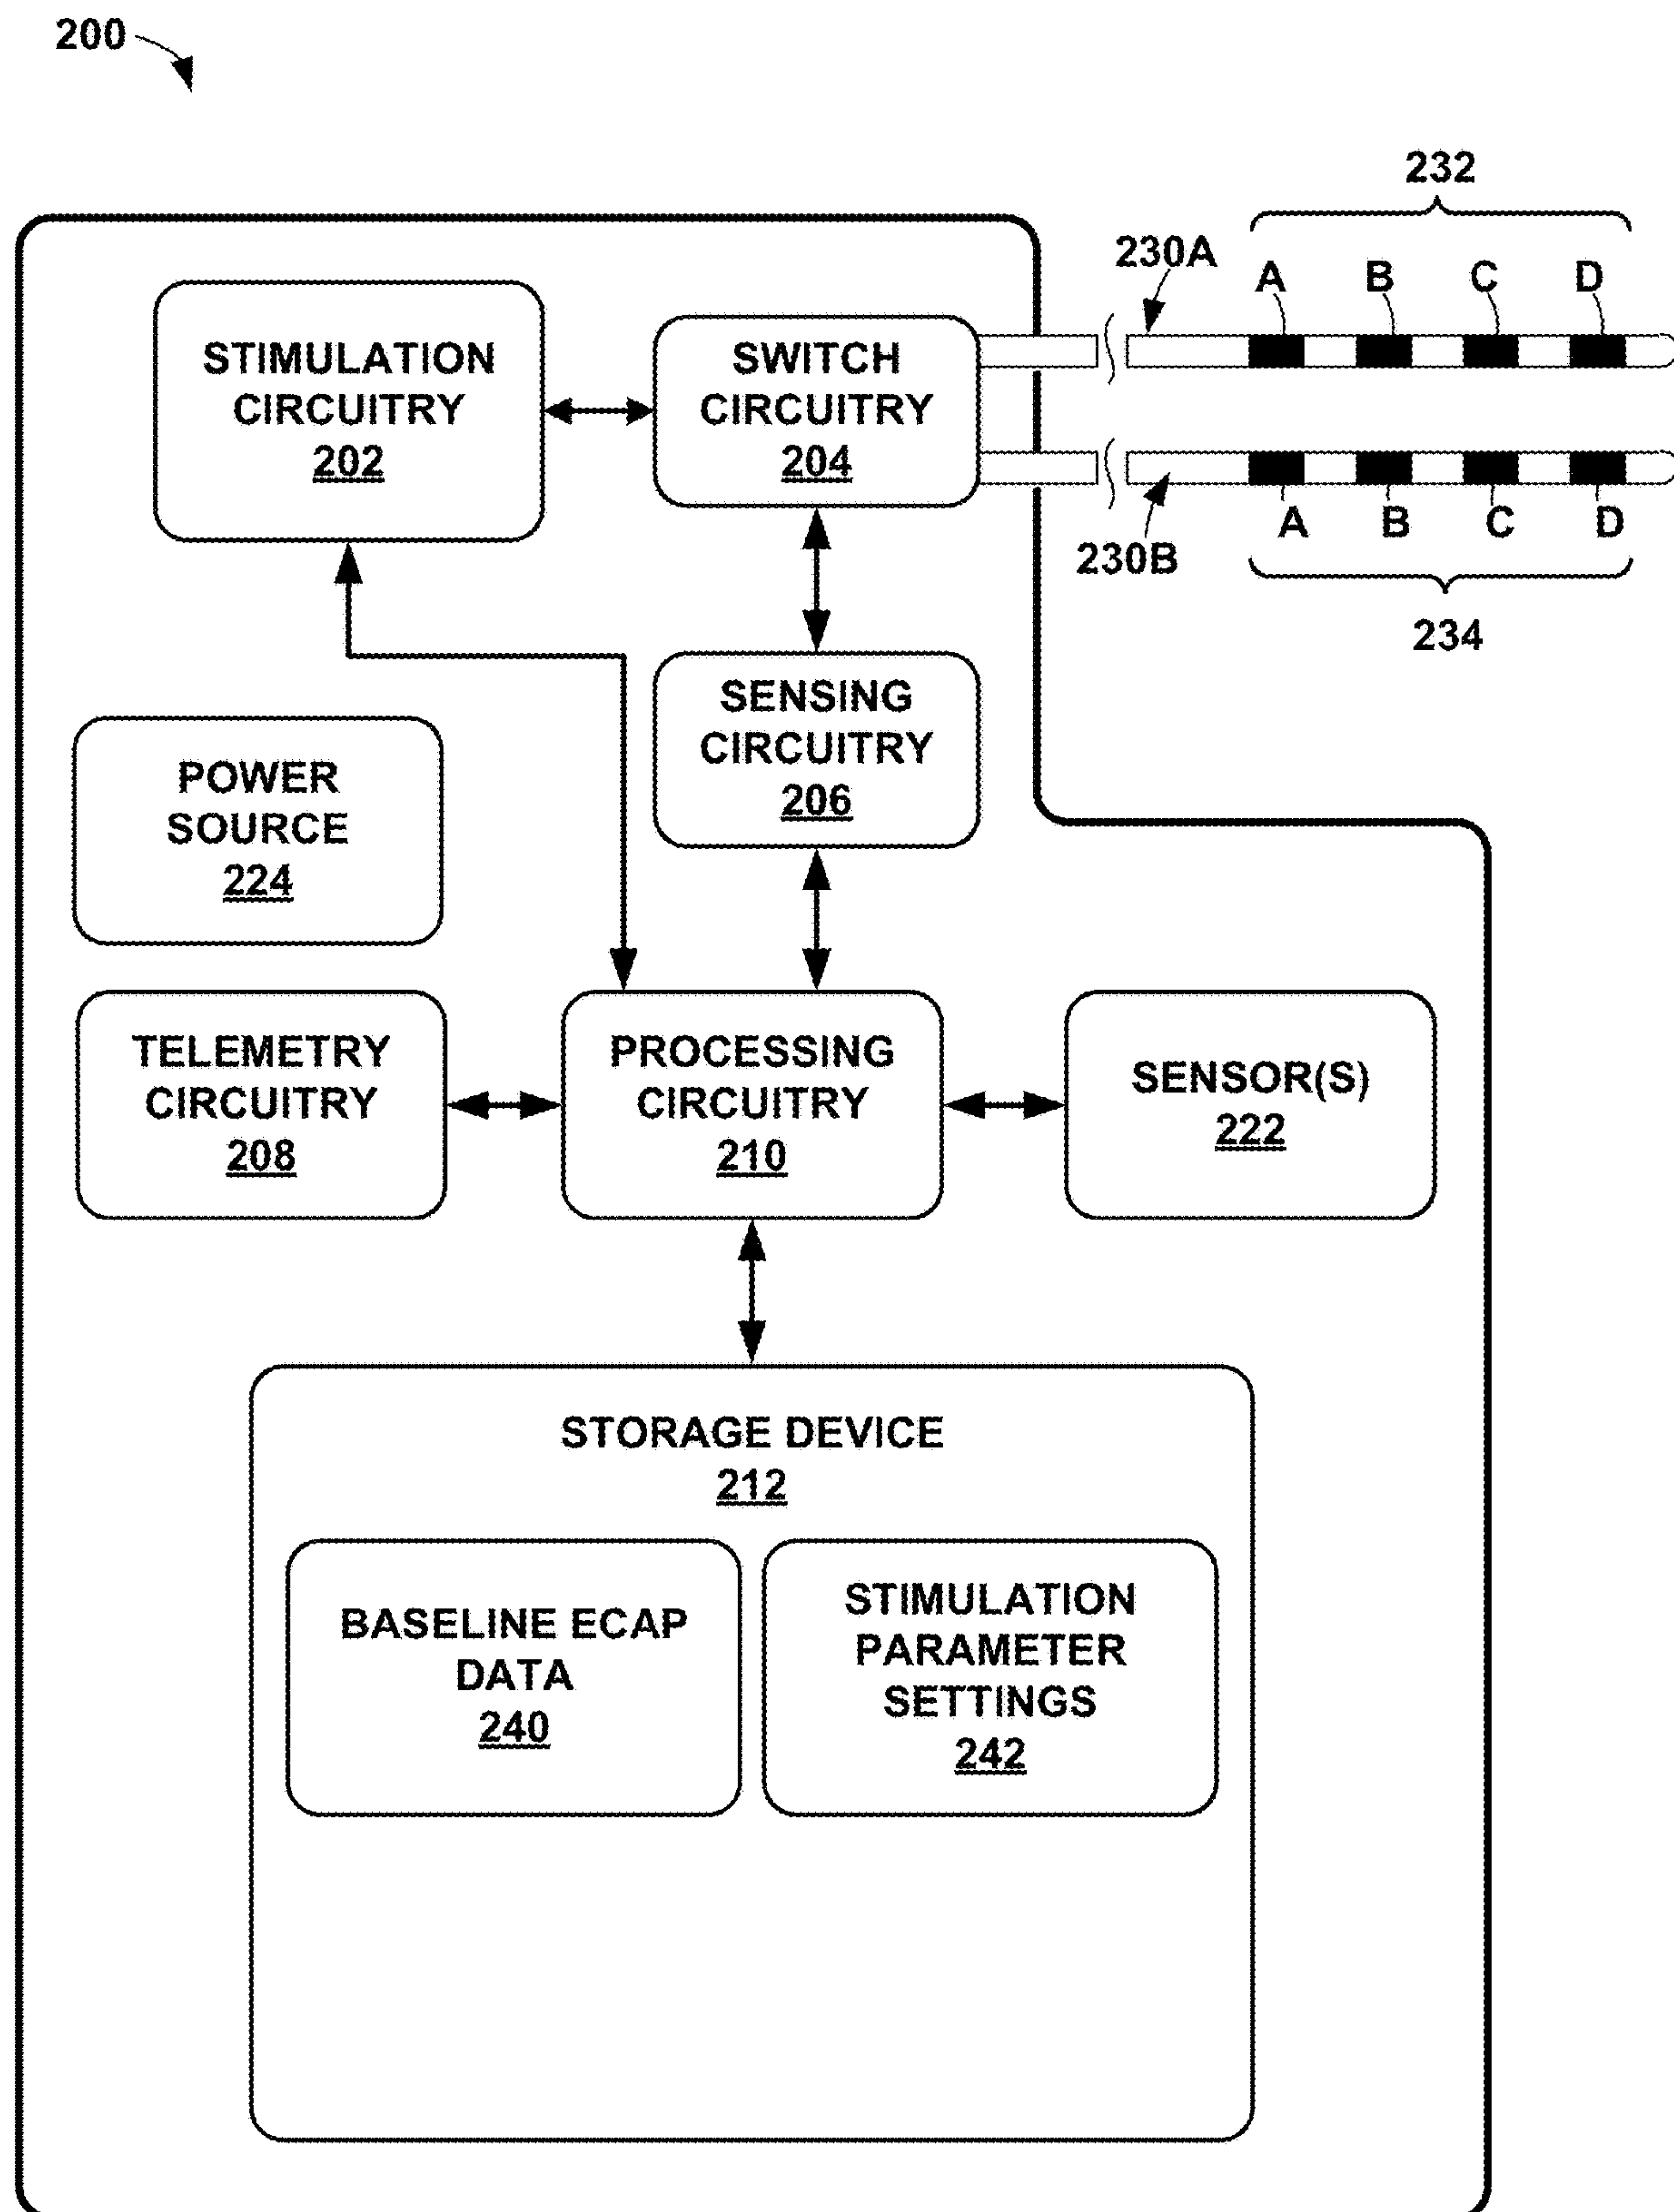 200
232
230A
A B C D
STIMULATION
CIRCUITRY
202
SWITCH
CIRCUITRY
204
A B C D
230B
234
SENSING
CIRCUITRY
206
POWER
SOURCE
224
TELEMETRY
CIRCUITRY
208
PROCESSING
CIRCUITRY
210
SENSOR(S)
222
STORAGE DEVICE
212
BASELINE ECAP
DATA
240
STIMULATION
PARAMETER
SETTINGS
242